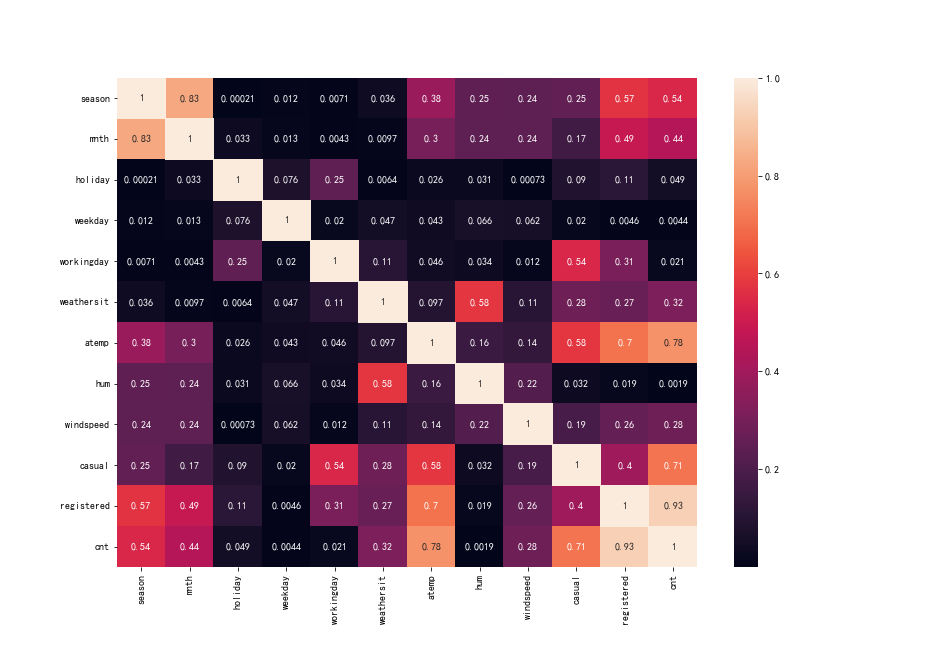 season 1 0.83 0.00021 0.012 0.0071 0.036 0.38 0.25 0.24 0.25 0.57 0.54
mnth 0.83 1 0.033 0.013 0.0043 0.0097 0.3 0.24 0.24 0.17 0.49 0.44
holiday 0.00021 0.033 1 0.076 0.25 0.0064 0.026 0.031 0.00073 0.09 0.11 0.049
weekday 0.012 0.013 0.076 1 0.02 0.047 0.043 0.066 0.062 0.02 0.0046 0.0044
workingday 0.0071 0.0043 0.25 0.02 1 0.11 0.046 0.034 0.012 0.54 0.31 0.021
weathersit 0.036 0.0097 0.0064 0.047 0.11 1 0.097 0.58 0.11 0.28 0.27 0.32
atemp 0.38 0.3 0.026 0.043 0.046 0.097 1 0.16 0.14 0.58 0.7 0.78
hum 0.25 0.24 0.031 0.066 0.034 0.58 0.16 1 0.22 0.032 0.019 0.0019
windspeed 0.24 0.24 0.00073 0.062 0.012 0.11 0.14 0.22 1 0.19 0.26 0.28
casual 0.25 0.17 0.09 0.02 0.54 0.28 0.58 0.032 0.19 1 0.4 0.71
registered 0.57 0.49 0.11 0.0046 0.31 0.27 0.7 0.019 0.26 0.4 1 0.93
cnt 0.54 0.44 0.049 0.0044 0.021 0.32 0.78 0.0019 0.28 0.71 0.93 1
season mnth holiday weekday workingday weathersit atemp hum windspeed casual registered cnt
1.0
0.8
0.6
0.4
0.2